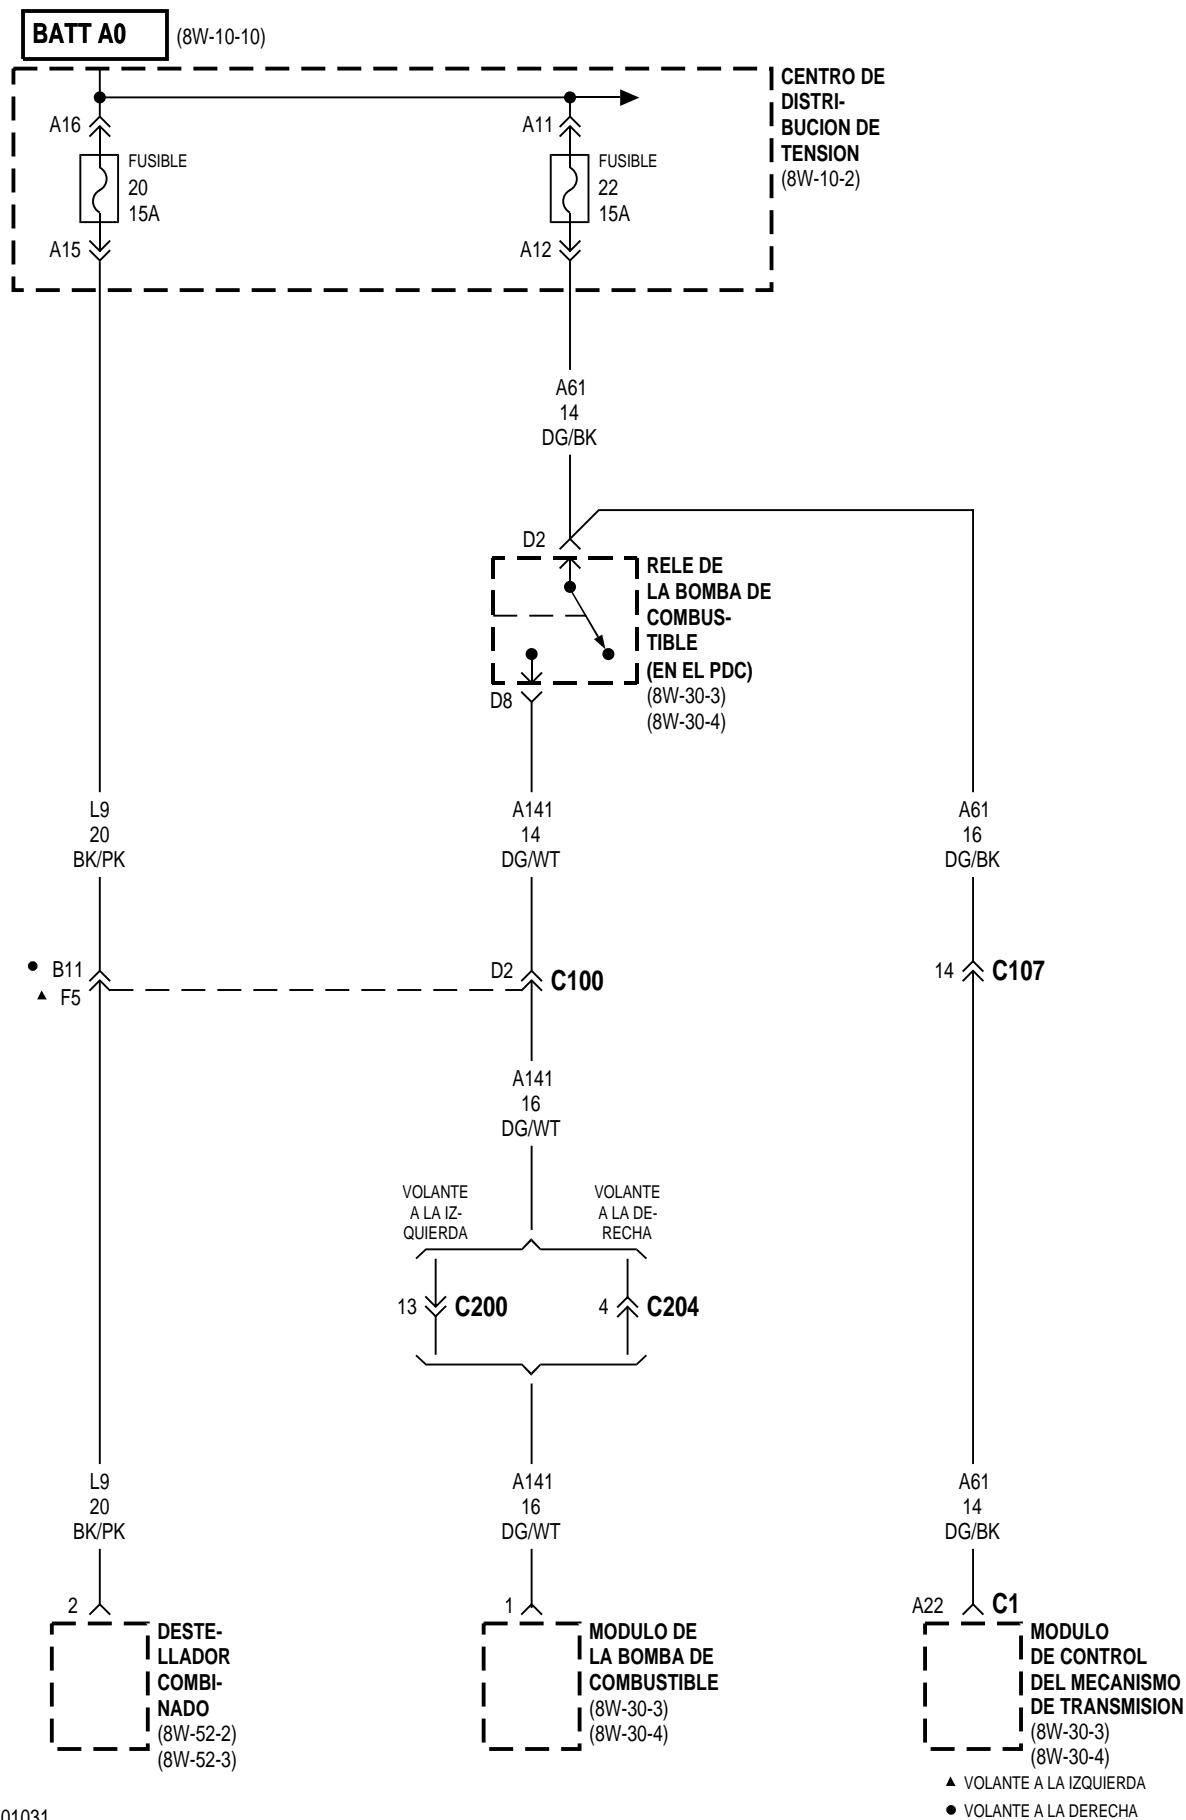 BATT A0 (8W-10-10)
CENTRO DE
DISTRI-
BUCION DE
TENSION
(8W-10-2)
A16
FUSIBLE
20
15A
A15
A11
FUSIBLE
22
15A
A12
A61
14
DG/BK
D2
RELE DE
LA BOMBA DE
COMBUS-
TIBLE
(EN EL PDC)
(8W-30-3)
(8W-30-4)
D8
L9
20
BK/PK
A141
14
DG/WT
A61
16
DG/BK
● B11
▲ F5
D2 C100
14 C107
A141
16
DG/WT
VOLANTE
A LA IZ-
QUIERDA
VOLANTE
A LA DE-
RECHA
13 C200
4 C204
L9
20
BK/PK
A141
16
DG/WT
A61
14
DG/BK
2
DESTE-
LLADOR
COMBI-
NADO
(8W-52-2)
(8W-52-3)
1
MODULO DE
LA BOMBA DE
COMBUSTIBLE
(8W-30-3)
(8W-30-4)
A22 C1
MODULO
DE CONTROL
DEL MECANISMO
DE TRANSMISION
(8W-30-3)
(8W-30-4)
▲ VOLANTE A LA IZQUIERDA
● VOLANTE A LA DERECHA